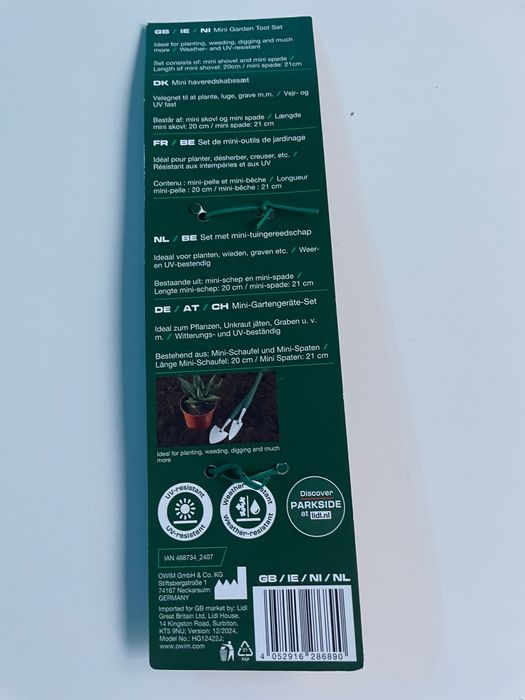 GB / IE / NI Mini Garden Tool Set
Ideal for planting, weeding, digging and much
more / Weather- and UV-resistant
Set consists of: mini shovel and mini spade /
Length of mini shovel: 20cm / mini spade: 21cm
DK Mini haveredskabssæt
Velegnet til at plante, luge, grave m.m. / Vejr- og
UV fast
Består af: mini skovl og mini spade / Længde
mini skovl: 20 cm / mini spade: 21 cm
FR / BE Set de mini-outils de jardinage
Idéal pour planter, désherber, creuser, etc. /
Résistant aux intempéries et aux UV
Contenu : mini-pelle et mini-bêche / Longueur
mini-pelle : 20 cm / mini-bêche : 21 cm
NL / BE Set met mini-tuingereedschap
Ideaal voor planten, wieden, graven etc. / Weer-
en UV-bestendig
Bestaande uit: mini-schep en mini-spade /
Lengte mini-schep: 20 cm / mini-spade: 21 cm
DE / AT / CH Mini-Gartengeräte-Set
Ideal zum Pflanzen, Unkraut jäten, Graben u. v.
m. / Witterungs- und UV-beständig
Bestehend aus: Mini-Schaufel und Mini-Spaten /
Länge Mini-Schaufel: 20 cm / Mini Spaten: 21 cm
Ideal for planting, weeding, digging and much
more
UV-resistant
UV-resistant
Weather-resistant
Discover
PARKSIDE
at lidl.nl
IAN 488734_2407
OWIM GmbH & Co. KG
Stiftsbergstraße 1
74167 Neckarsulm
GERMANY
Imported for GB market by: Lidl
Great Britain Ltd, Lidl House,
14 Kingston Road, Surbiton,
KT5 9NU; Version: 12/2024,
Model No.: HG12422J;
www.owim.com
21
PAP
GB / IE / NI / NL
4 052916 286890